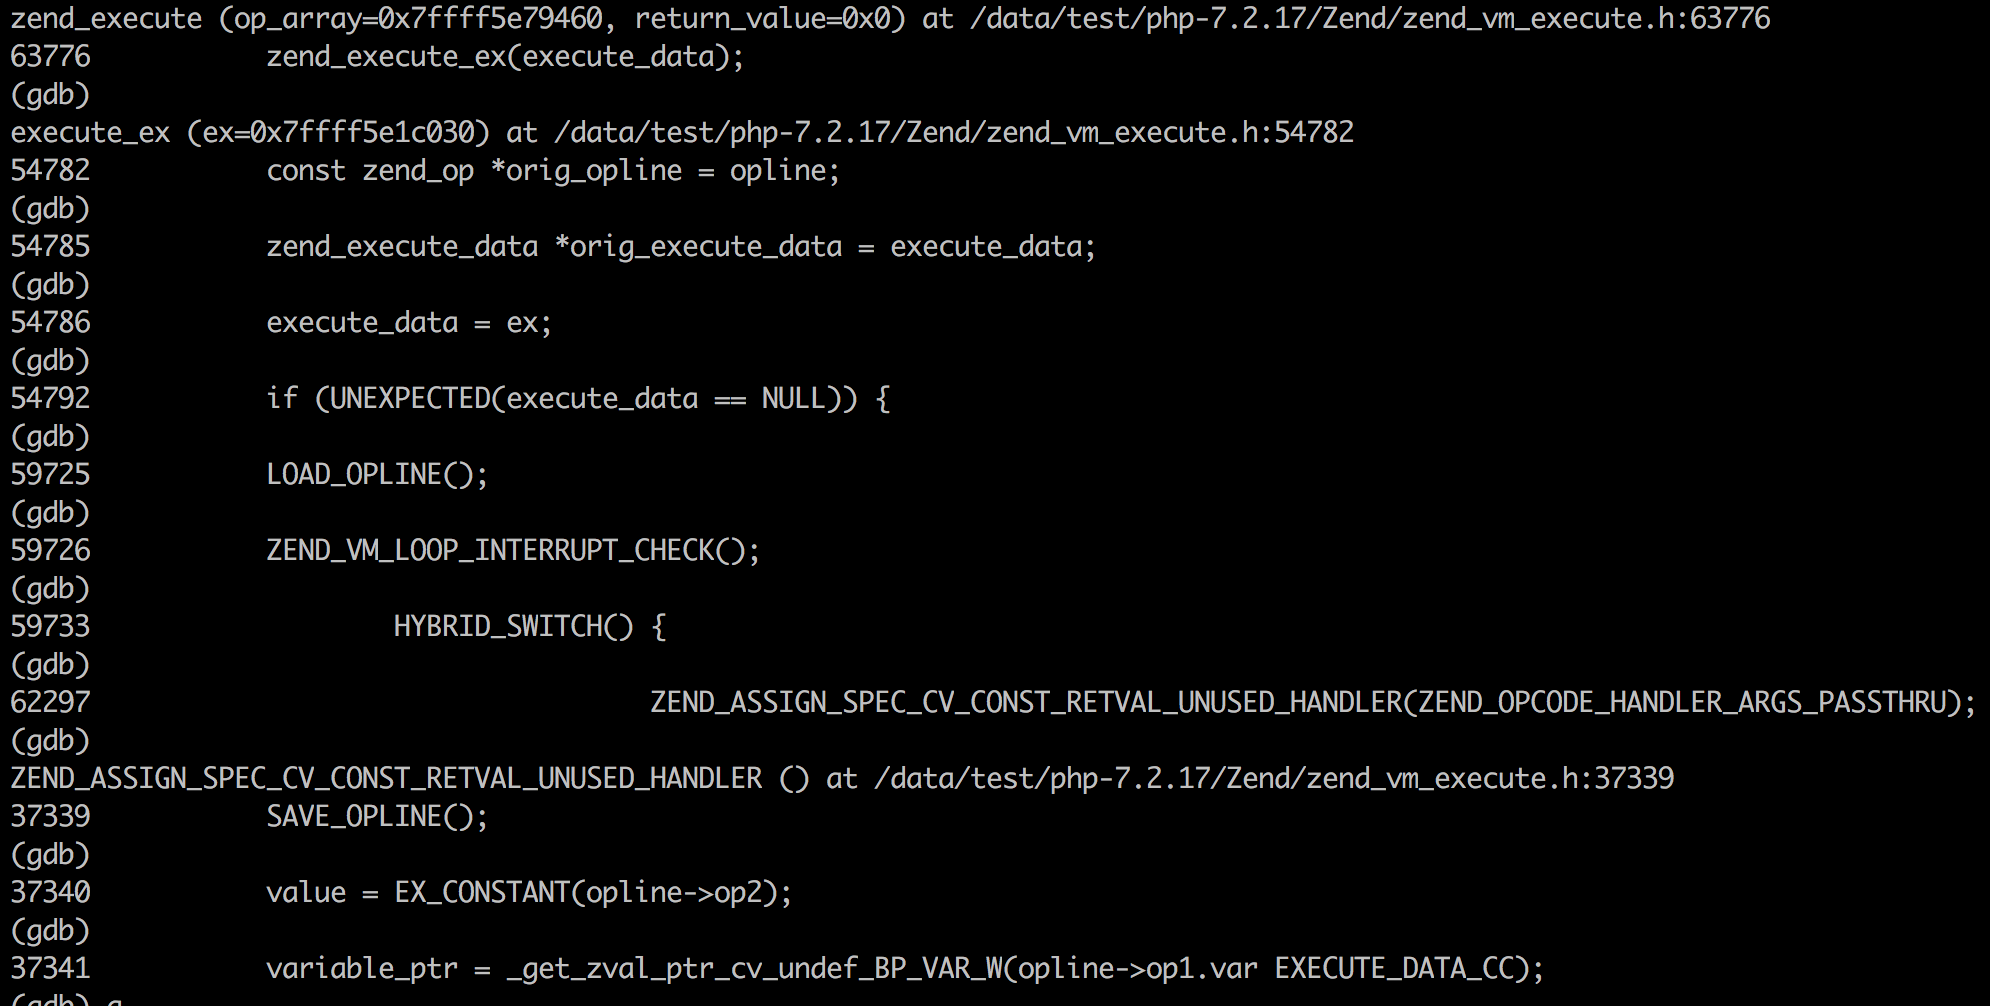 zend_execute (op_array=0x7ffff5e79460, return_value=0x0) at /data/test/php-7.2.17/Zend/zend_vm_execute.h:63776
63776 zend_execute_ex(execute_data);
(gdb)
execute_ex (ex=0x7ffff5e1c030) at /data/test/php-7.2.17/Zend/zend_vm_execute.h:54782
54782 const zend_op *orig_opline = opline;
(gdb)
54785 zend_execute_data *orig_execute_data = execute_data;
(gdb)
54786 execute_data = ex;
(gdb)
54792 if (UNEXPECTED(execute_data == NULL)) {
(gdb)
59725 LOAD_OPLINE();
(gdb)
59726 ZEND_VM_LOOP_INTERRUPT_CHECK();
(gdb)
59733 HYBRID_SWITCH() {
(gdb)
62297 ZEND_ASSIGN_SPEC_CV_CONST_RETVAL_UNUSED_HANDLER(ZEND_OPCODE_HANDLER_ARGS_PASSTHRU);
(gdb)
ZEND_ASSIGN_SPEC_CV_CONST_RETVAL_UNUSED_HANDLER () at /data/test/php-7.2.17/Zend/zend_vm_execute.h:37339
37339 SAVE_OPLINE();
(gdb)
37340 value = EX_CONSTANT(opline->op2);
(gdb)
37341 variable_ptr = _get_zval_ptr_cv_undef_BP_VAR_W(opline->op1.var EXECUTE_DATA_CC);
(gdb)